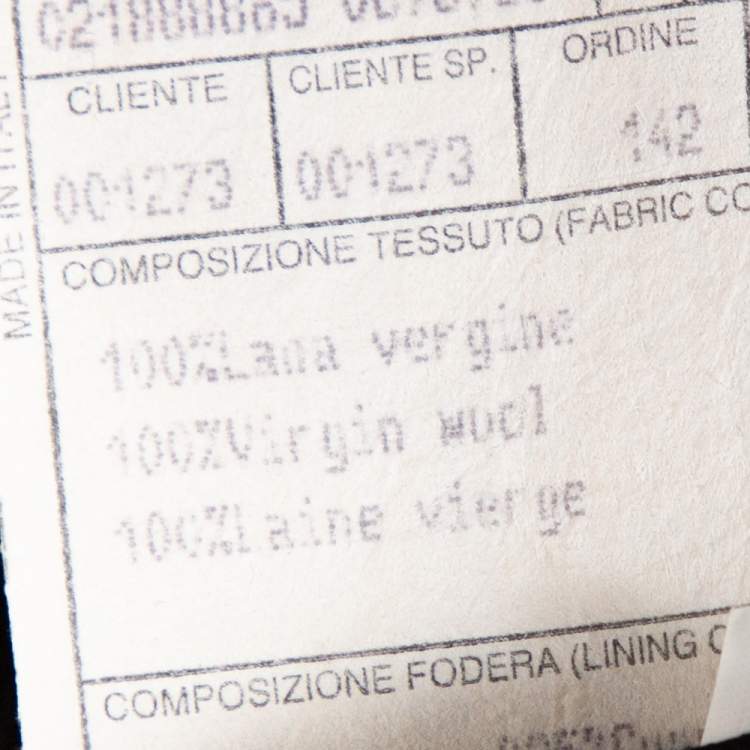 CLIENTE CLIENTE SP. ORDINE
001273 001273 142
COMPOSIZIONE TESSUTO (FABRIC CO
100%Lana vergine
100%Virgin wool
100%Laine vierge
COMPOSIZIONE FODERA (LINING C
MADE IN ITALY